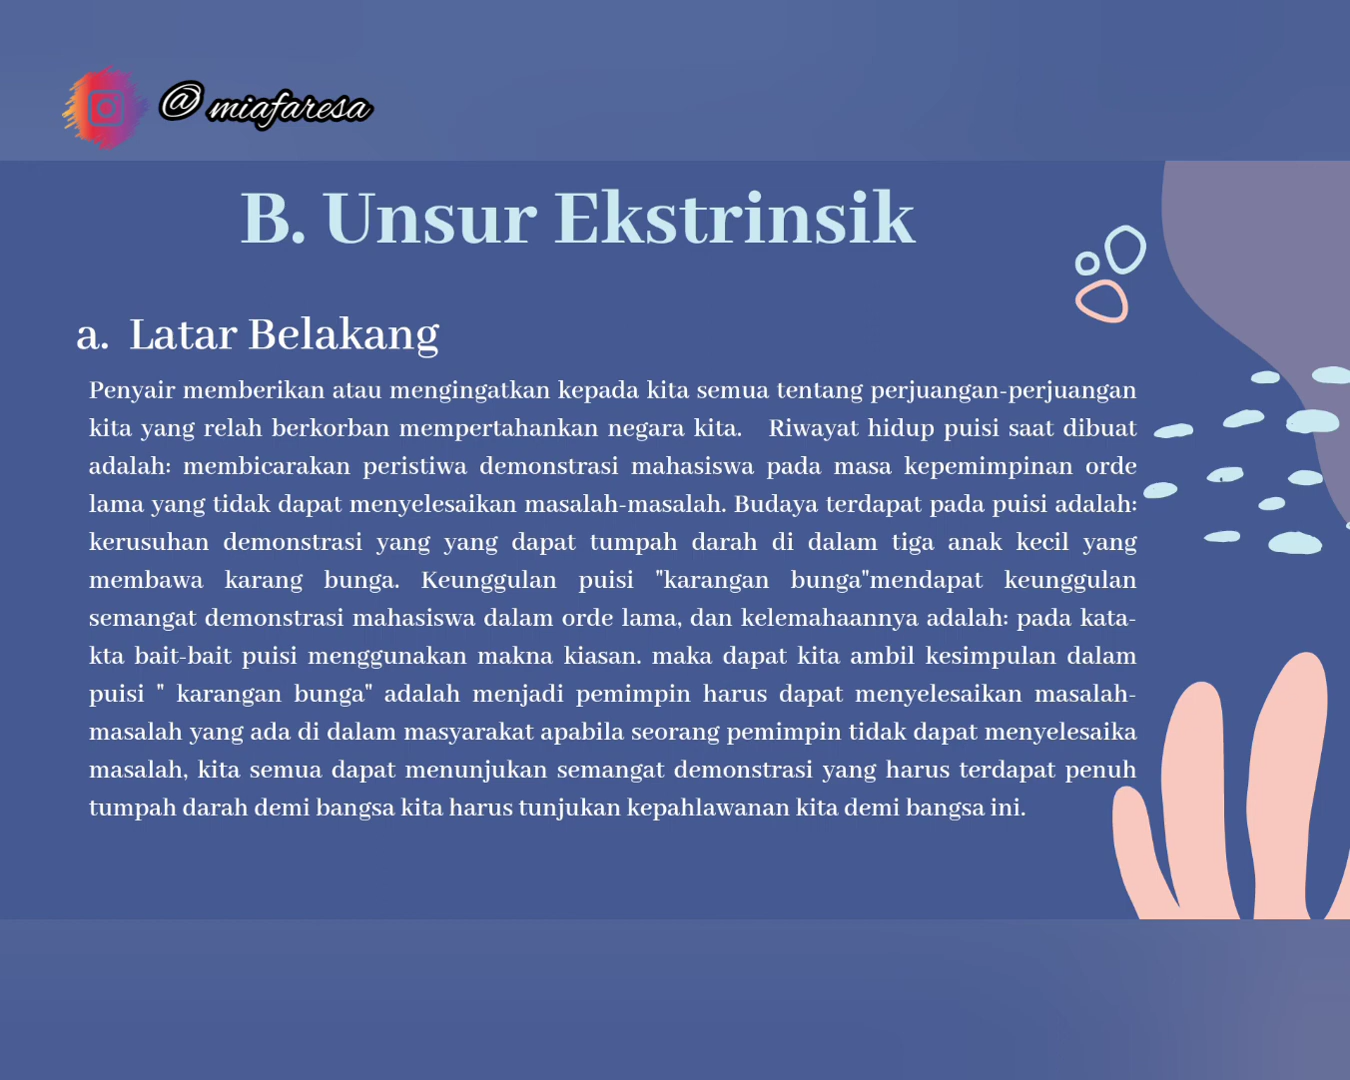 @miafaresa
B. Unsur Ekstrinsik
a. Latar Belakang
Penyair memberikan atau mengingatkan kepada kita semua tentang perjuangan-perjuangan
kita yang relah berkorban mempertahankan negara kita. Riwayat hidup puisi saat dibuat
adalah: membicarakan peristiwa demonstrasi mahasiswa pada masa kepemimpinan orde
lama yang tidak dapat menyelesaikan masalah-masalah. Budaya terdapat pada puisi adalah:
kerusuhan demonstrasi yang yang dapat tumpah darah di dalam tiga anak kecil yang
membawa karang bunga. Keunggulan puisi "karangan bunga"mendapat keunggulan
semangat demonstrasi mahasiswa dalam orde lama, dan kelemahaannya adalah: pada kata-
kta bait-bait puisi menggunakan makna kiasan. maka dapat kita ambil kesimpulan dalam
puisi " karangan bunga" adalah menjadi pemimpin harus dapat menyelesaikan masalah-
masalah yang ada di dalam masyarakat apabila seorang pemimpin tidak dapat menyelesaika
masalah, kita semua dapat menunjukan semangat demonstrasi yang harus terdapat penuh
tumpah darah demi bangsa kita harus tunjukan kepahlawanan kita demi bangsa ini.